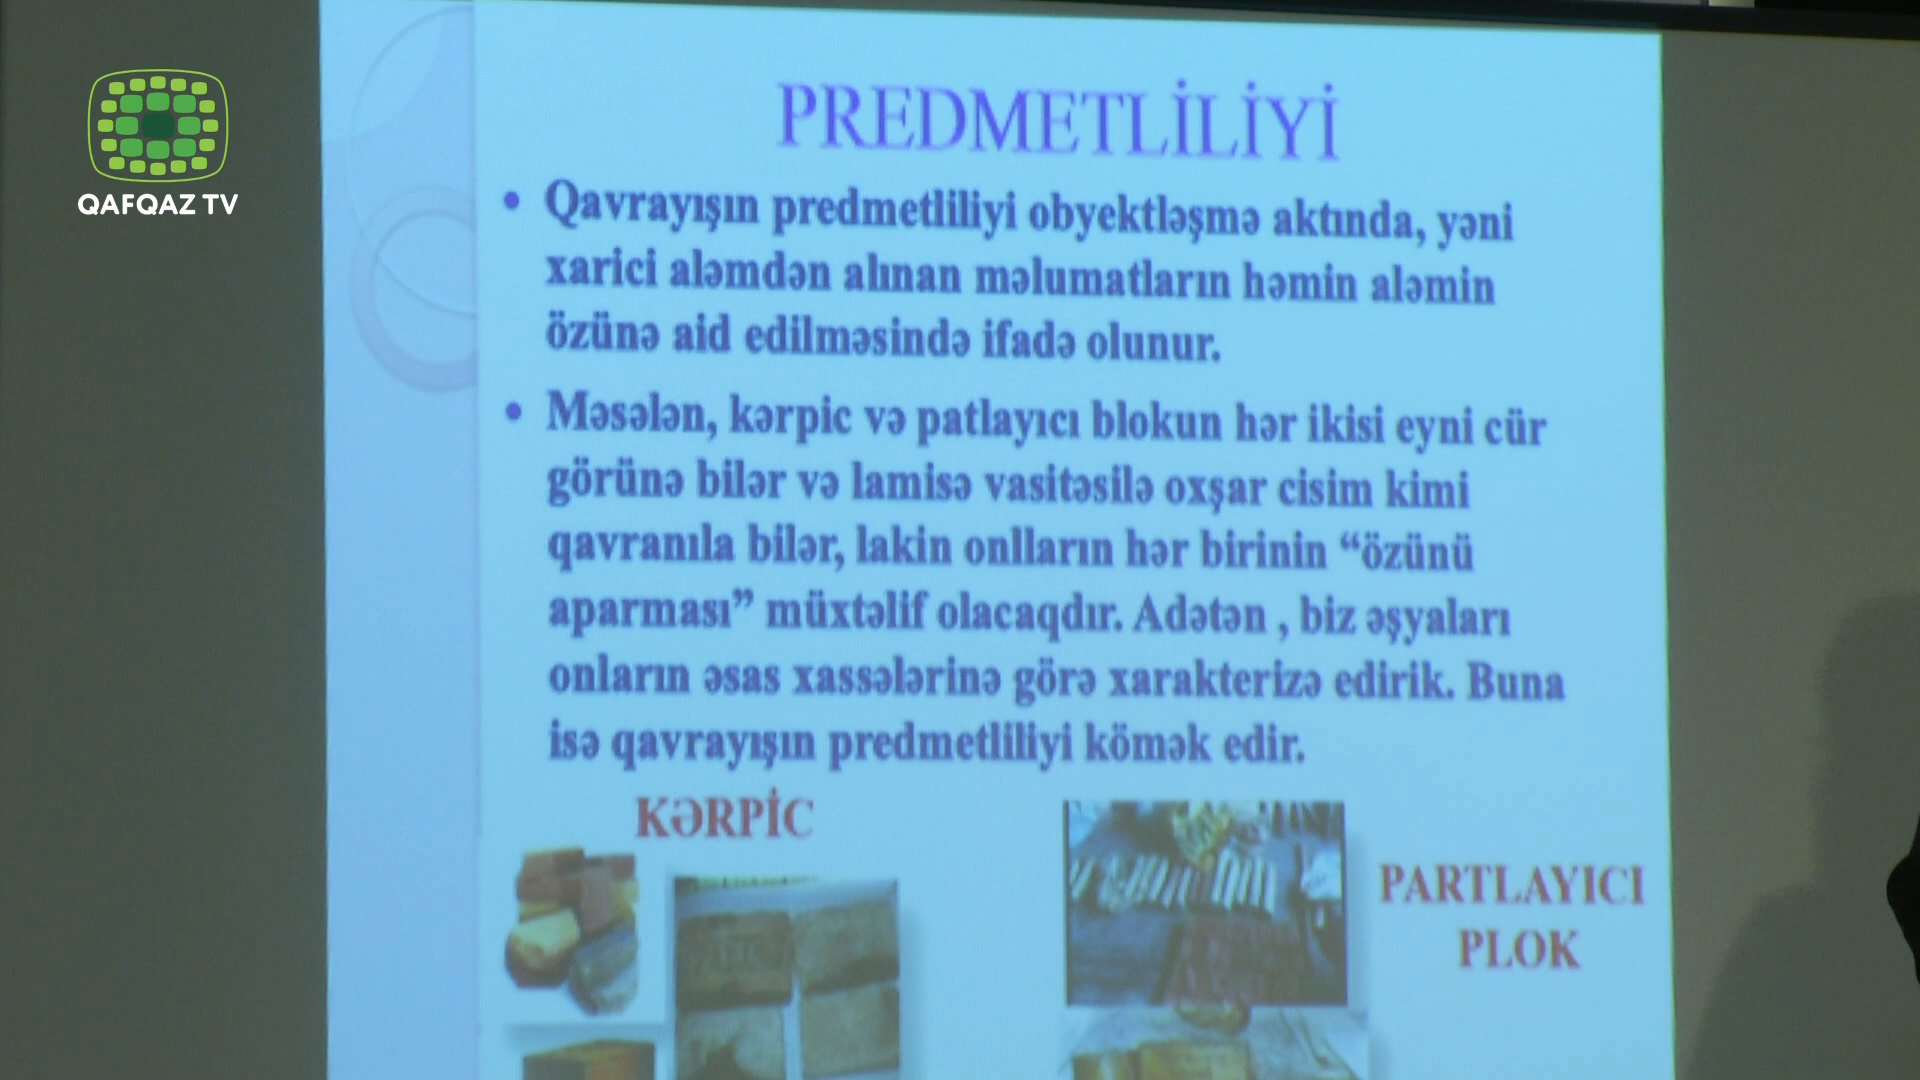 QAFQAZ TV
PREDMETLİLİYİ
• Qavrayışın predmetliliyi obyektləşmə aktında, yəni
xarici aləmdən alınan məlumatların həmin aləmin
özünə aid edilməsində ifadə olunur.
• Məsələn, kərpic və patlayıcı blokun hər ikisi eyni cür
görünə bilər və lamisə vasitəsilə oxşar cisim kimi
qavranıla bilər, lakin onlların hər birinin “özünü
aparması” müxtəlif olacaqdır. Adətən , biz əşyaları
onların əsas xassələrinə görə xarakterizə edirik. Buna
isə qavrayışın predmetliliyi kömək edir.
KƏRPİC
PARTLAYICI
PLOK